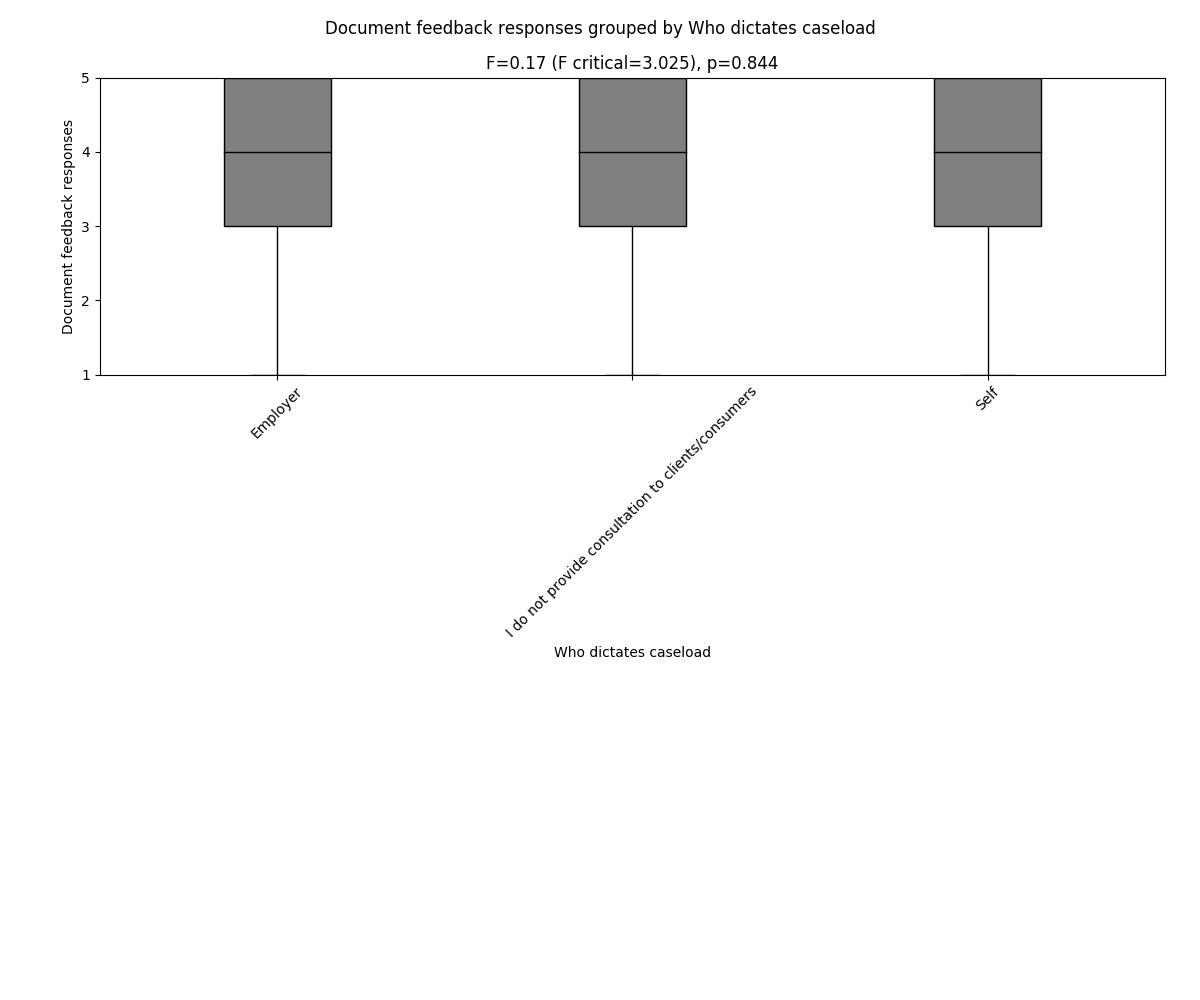 Document feedback responses grouped by Who dictates caseload
F=0.17 (F critical=3.025), p=0.844
Document feedback responses
5
4
3
2
1
Employer
I do not provide consultation to clients/consumers
Self
Who dictates caseload